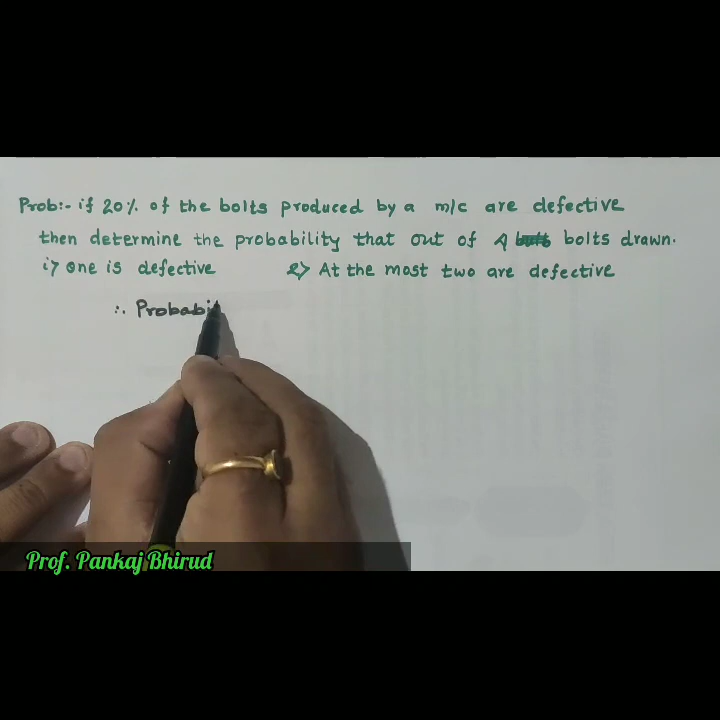 Prob:- if 20% of the bolts produced by a m/c are defective
then determine the probability that out of 4 bolts drawn.
i) One is defective 2) At the most two are defective
∴ Probabi
Prof. Pankaj Bhirud